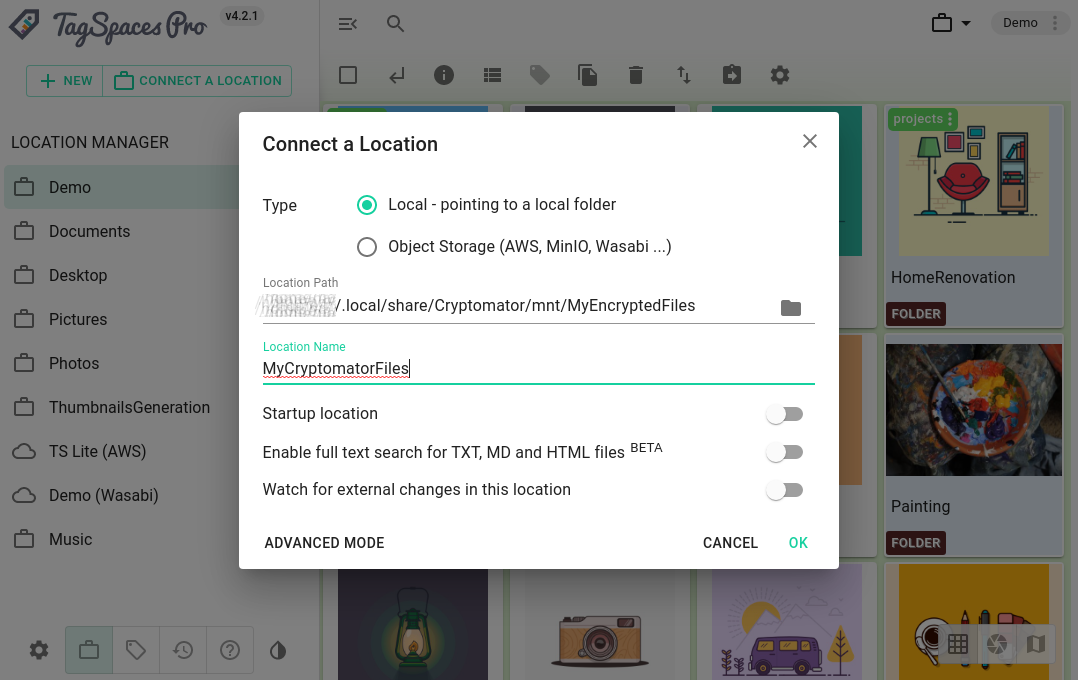 TagSpaces Pro
v4.2.1
Demo
NEW
CONNECT A LOCATION
LOCATION MANAGER
Demo
Documents
Desktop
Pictures
Photos
ThumbnailsGeneration
TS Lite (AWS)
Demo (Wasabi)
Music
Connect a Location
Type
Local - pointing to a local folder
Object Storage (AWS, MinIO, Wasabi ...)
Location Path
/.local/share/Cryptomator/mnt/MyEncryptedFiles
Location Name
MyCryptomatorFiles
Startup location
Enable full text search for TXT, MD and HTML files BETA
Watch for external changes in this location
ADVANCED MODE
CANCEL
OK
projects
HomeRenovation
FOLDER
Painting
FOLDER